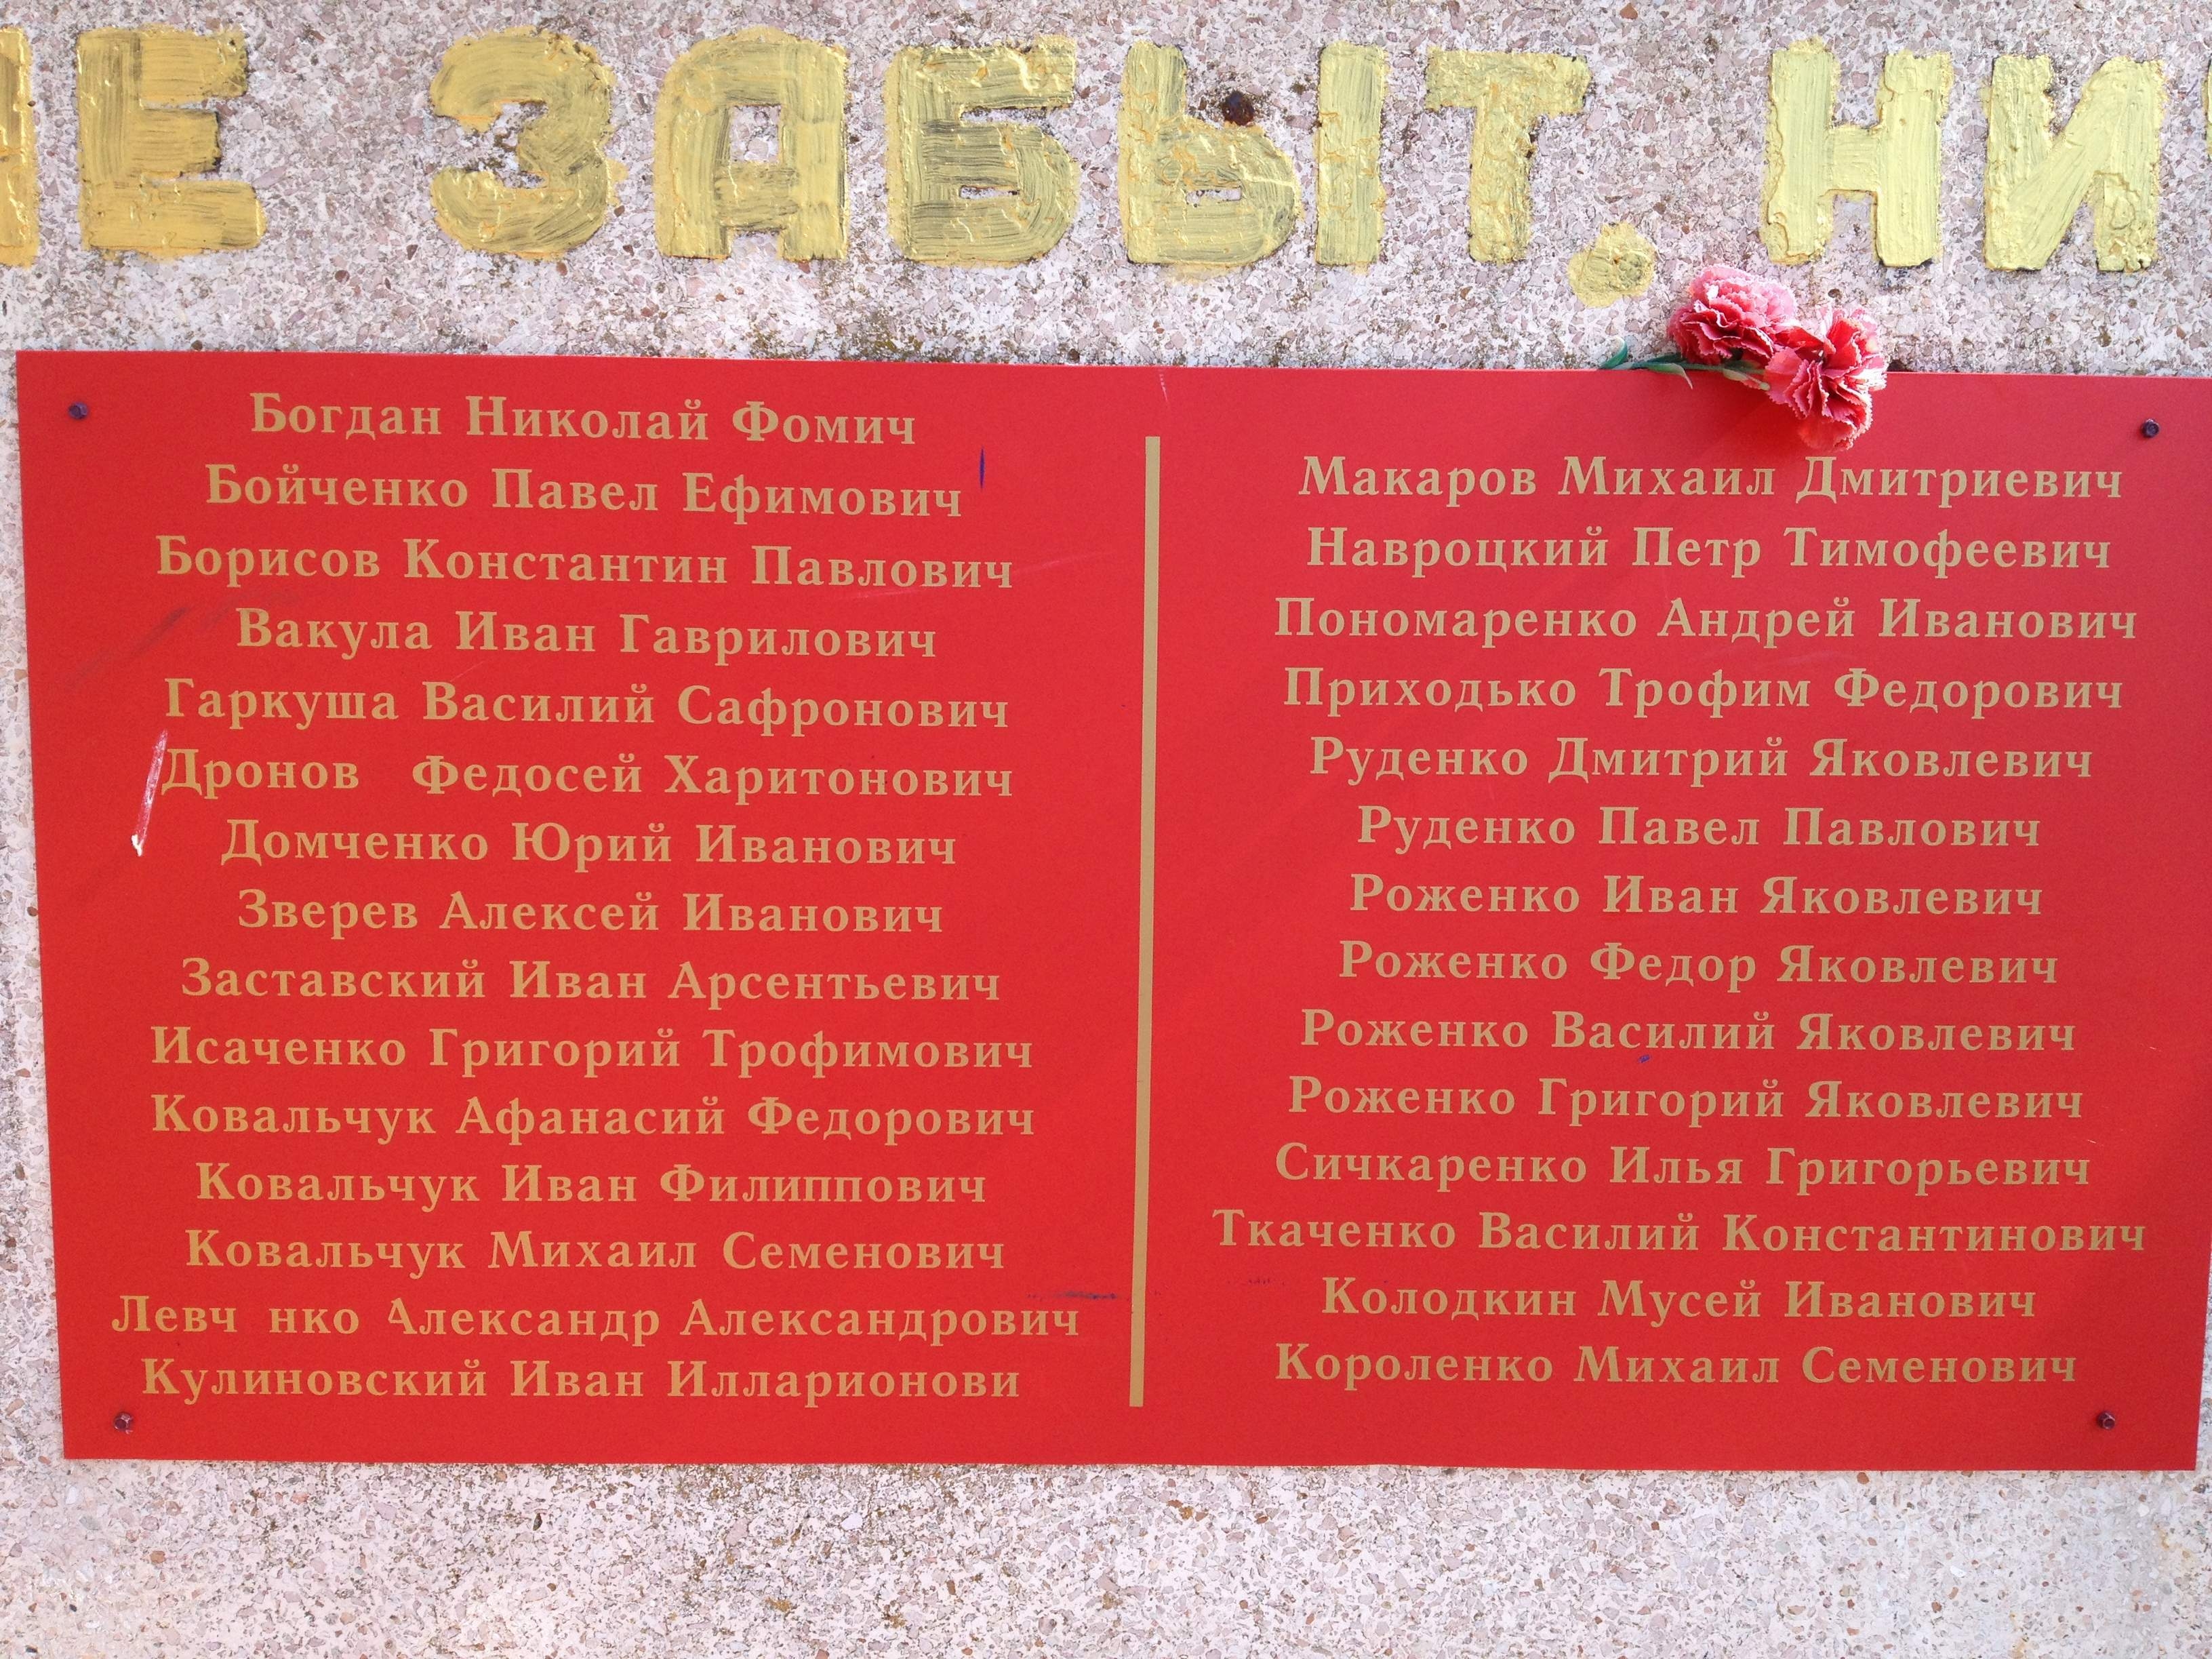 НЕ ЗАБЫТ. НИ
Богдан Николай Фомич
Бойченко Павел Ефимович
Борисов Константин Павлович
Вакула Иван Гаврилович
Гаркуша Василий Сафронович
Дронов Федосей Харитонович
Домченко Юрий Иванович
Зверев Алексей Иванович
Заставский Иван Арсентьевич
Исаченко Григорий Трофимович
Ковальчук Афанасий Федорович
Ковальчук Иван Филиппович
Ковальчук Михаил Семенович
Левч нко Александр Александрович
Кулиновский Иван Илларионови
Макаров Михаил Дмитриевич
Навроцкий Петр Тимофеевич
Пономаренко Андрей Иванович
Приходько Трофим Федорович
Руденко Дмитрий Яковлевич
Руденко Павел Павлович
Роженко Иван Яковлевич
Роженко Федор Яковлевич
Роженко Василий Яковлевич
Роженко Григорий Яковлевич
Сичкаренко Илья Григорьевич
Ткаченко Василий Константинович
Колодкин Мусей Иванович
Короленко Михаил Семенович